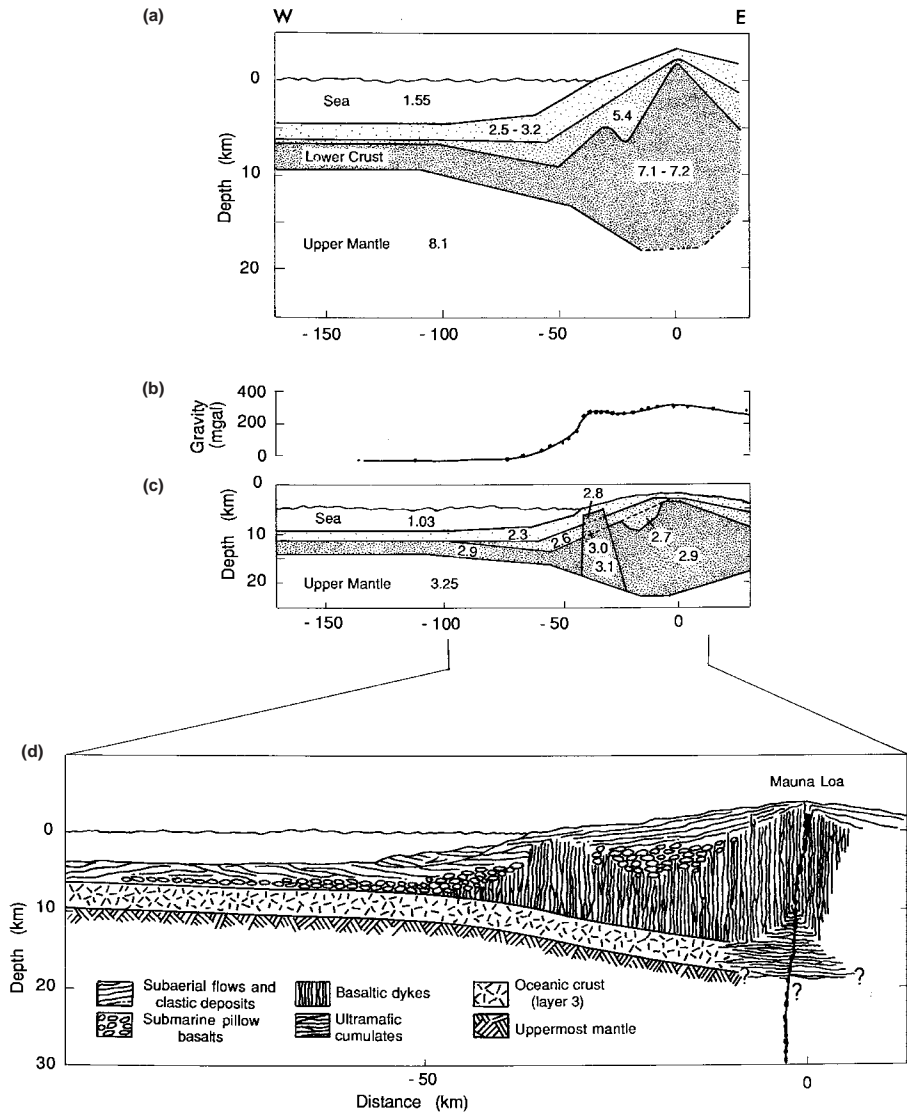 (a)
W E
0
10
20
Depth (km)
Sea 1.55
2.5 - 3.2
5.4
Lower Crust
7.1 - 7.2
Upper Mantle 8.1
- 150 - 100 - 50 0
(b)
400
200
0
Gravity
(mgal)
(c)
0
10
20
Depth (km)
2.8
Sea 1.03
2.3
2.6
2.9
3.0
3.1
2.7
2.9
Upper Mantle 3.25
- 150 - 100 - 50 0
(d)
Mauna Loa
0
10
20
30
Depth (km)
? ? ?
Subaerial flows and
clastic deposits
Submarine pillow
basalts
Basaltic dykes
Ultramafic
cumulates
Oceanic crust
(layer 3)
Uppermost mantle
- 50 0
Distance (km)